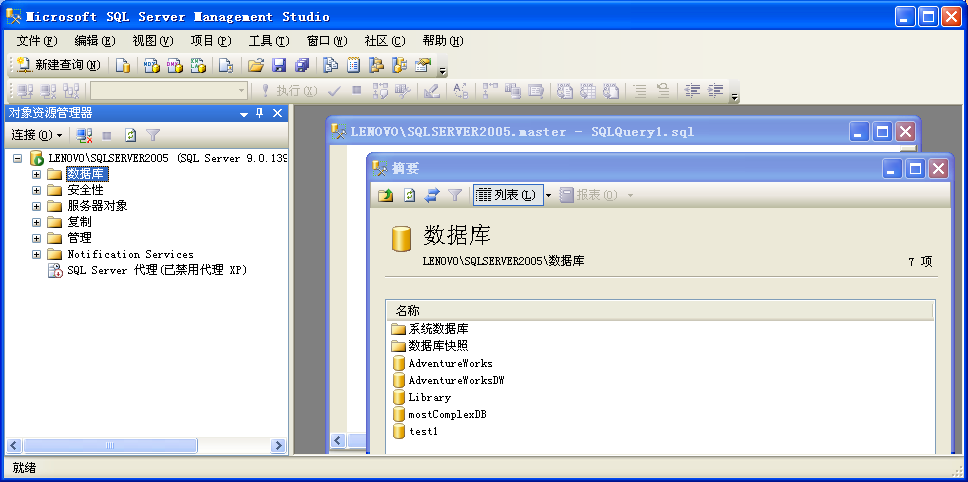 Microsoft SQL Server Management Studio
文件(F) 编辑(E) 视图(V) 项目(P) 工具(T) 窗口(W) 社区(C) 帮助(H)
新建查询(N)
执行(X)
对象资源管理器
连接(O)
LENOVO\SQLSERVER2005 (SQL Server 9.0.139
数据库
安全性
服务器对象
复制
管理
Notification Services
SQL Server 代理(已禁用代理 XP)
LENOVO\SQLSERVER2005.master - SQLQuery1.sql
摘要
列表(L) 报表(O)
数据库
LENOVO\SQLSERVER2005\数据库 7 项
名称
系统数据库
数据库快照
AdventureWorks
AdventureWorksDW
Library
mostComplexDB
test1
就绪